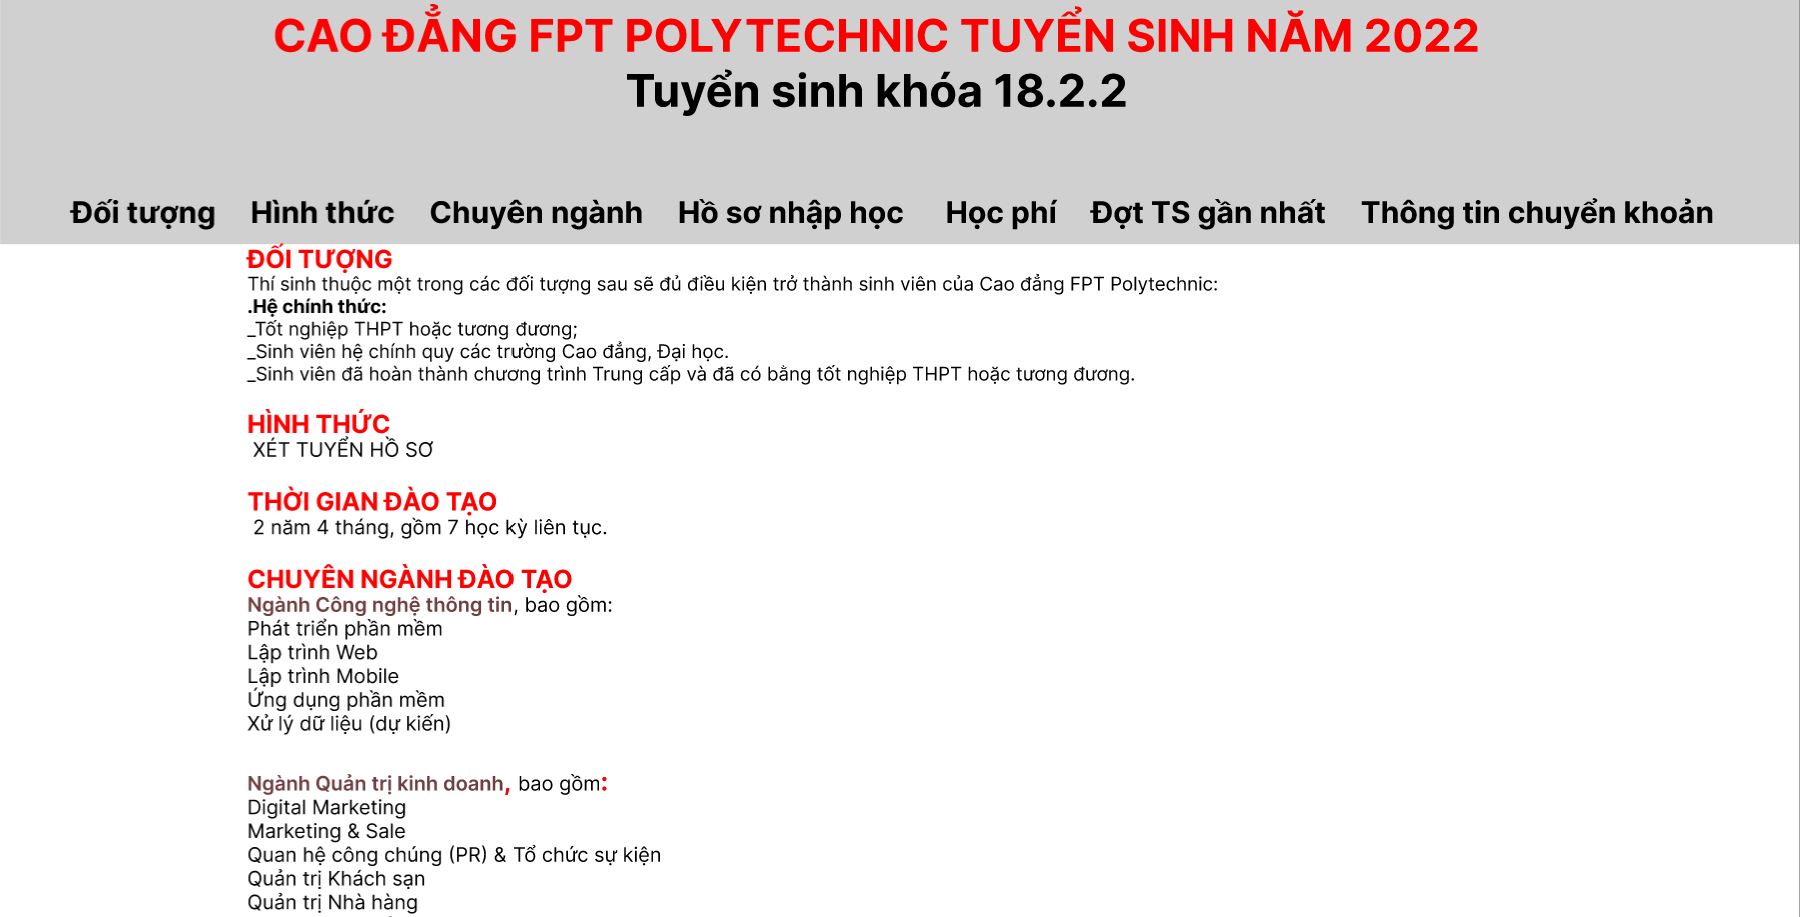 CAO ĐẲNG FPT POLYTECHNIC TUYỂN SINH NĂM 2022
Tuyển sinh khóa 18.2.2
Đối tượng Hình thức Chuyên ngành Hồ sơ nhập học Học phí Đợt TS gần nhất Thông tin chuyển khoản
ĐỐI TƯỢNG
Thí sinh thuộc một trong các đối tượng sau sẽ đủ điều kiện trở thành sinh viên của Cao đẳng FPT Polytechnic:
.Hệ chính thức:
_Tốt nghiệp THPT hoặc tương đương;
_Sinh viên hệ chính quy các trường Cao đẳng, Đại học.
_Sinh viên đã hoàn thành chương trình Trung cấp và đã có bằng tốt nghiệp THPT hoặc tương đương.
HÌNH THỨC
XÉT TUYỂN HỒ SƠ
THỜI GIAN ĐÀO TẠO
2 năm 4 tháng, gồm 7 học kỳ liên tục.
CHUYÊN NGÀNH ĐÀO TẠO
Ngành Công nghệ thông tin, bao gồm:
Phát triển phần mềm
Lập trình Web
Lập trình Mobile
Ứng dụng phần mềm
Xử lý dữ liệu (dự kiến)
Ngành Quản trị kinh doanh, bao gồm:
Digital Marketing
Marketing & Sale
Quan hệ công chúng (PR) & Tổ chức sự kiện
Quản trị Khách sạn
Quản trị Nhà hàng